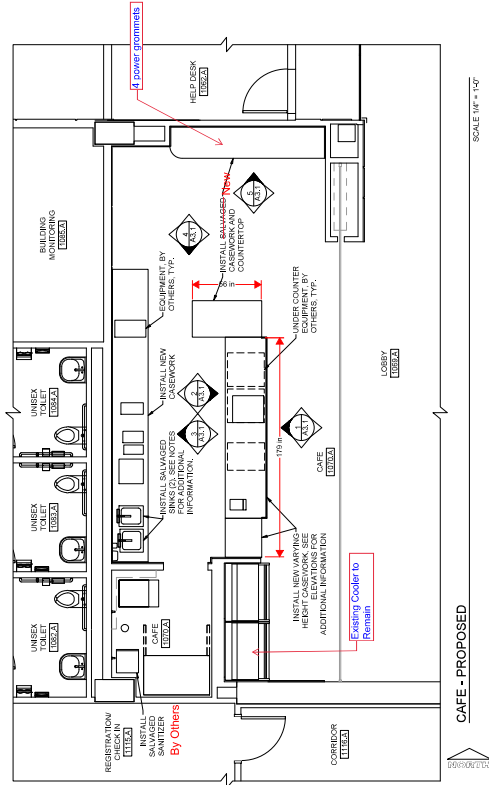 4 power grommets
HELP DESK
1062.A
BUILDING
MONITORING
1085.A
New
5
A3.1
4
A3.1
INSTALL SALVAGED
CASEWORK AND
COUNTERTOP
EQUIPMENT, BY
OTHERS, TYP.
56 in
UNDER COUNTER
EQUIPMENT, BY
OTHERS, TYP.
INSTALL NEW
CASEWORK
2
A3.1
3
A3.1
1
A3.1
INSTALL SALVAGED
SINKS (2), SEE NOTES
FOR ADDITIONAL
INFORMATION.
179 in
LOBBY
1069.A
CAFE
1070.A
UNISEX
TOILET
1084.A
UNISEX
TOILET
1083.A
UNISEX
TOILET
1082.A
INSTALL NEW VARYING
HEIGHT CASEWORK. SEE
ELEVATIONS FOR
ADDITIONAL INFORMATION
CAFE
1070.A
Existing Cooler to
Remain
REGISTRATION/
CHECK IN
1115.A
INSTALL
SALVAGED
SANITIZER
By Others
CORRIDOR
1116.A
CAFE - PROPOSED
SCALE 1/4" = 1'-0"
NORTH